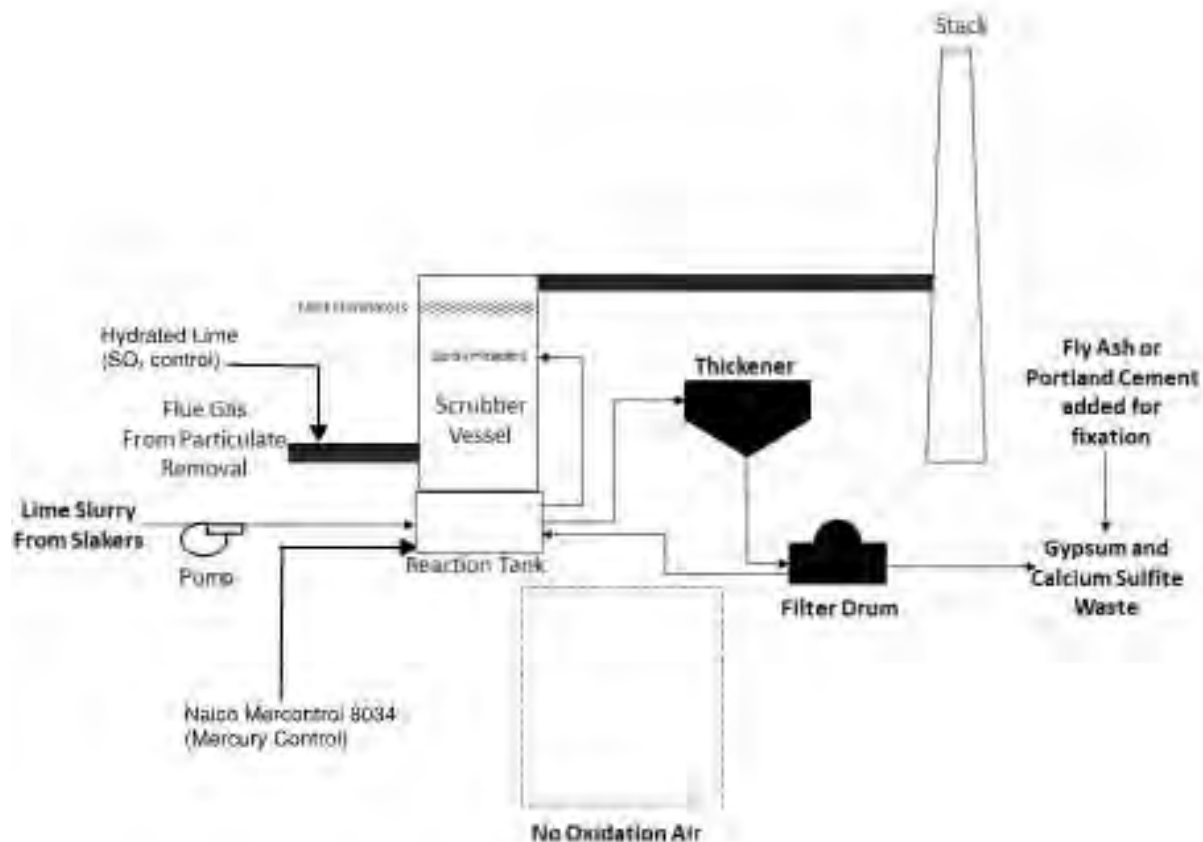 Stack
Hydrated Lime
(SO₃ control)
Flue Gas
From Particulate
Removal
Scrubber
Vessel
Thickener
Fly Ash or
Portland Cement
added for
fixation
Lime Slurry
From Slakers
Pump
Reaction Tank
Filter Drum
Gypsum and
Calcium Sulfite
Waste
Nalco Mercontrol 8034
(Mercury Control)
No Oxidation Air